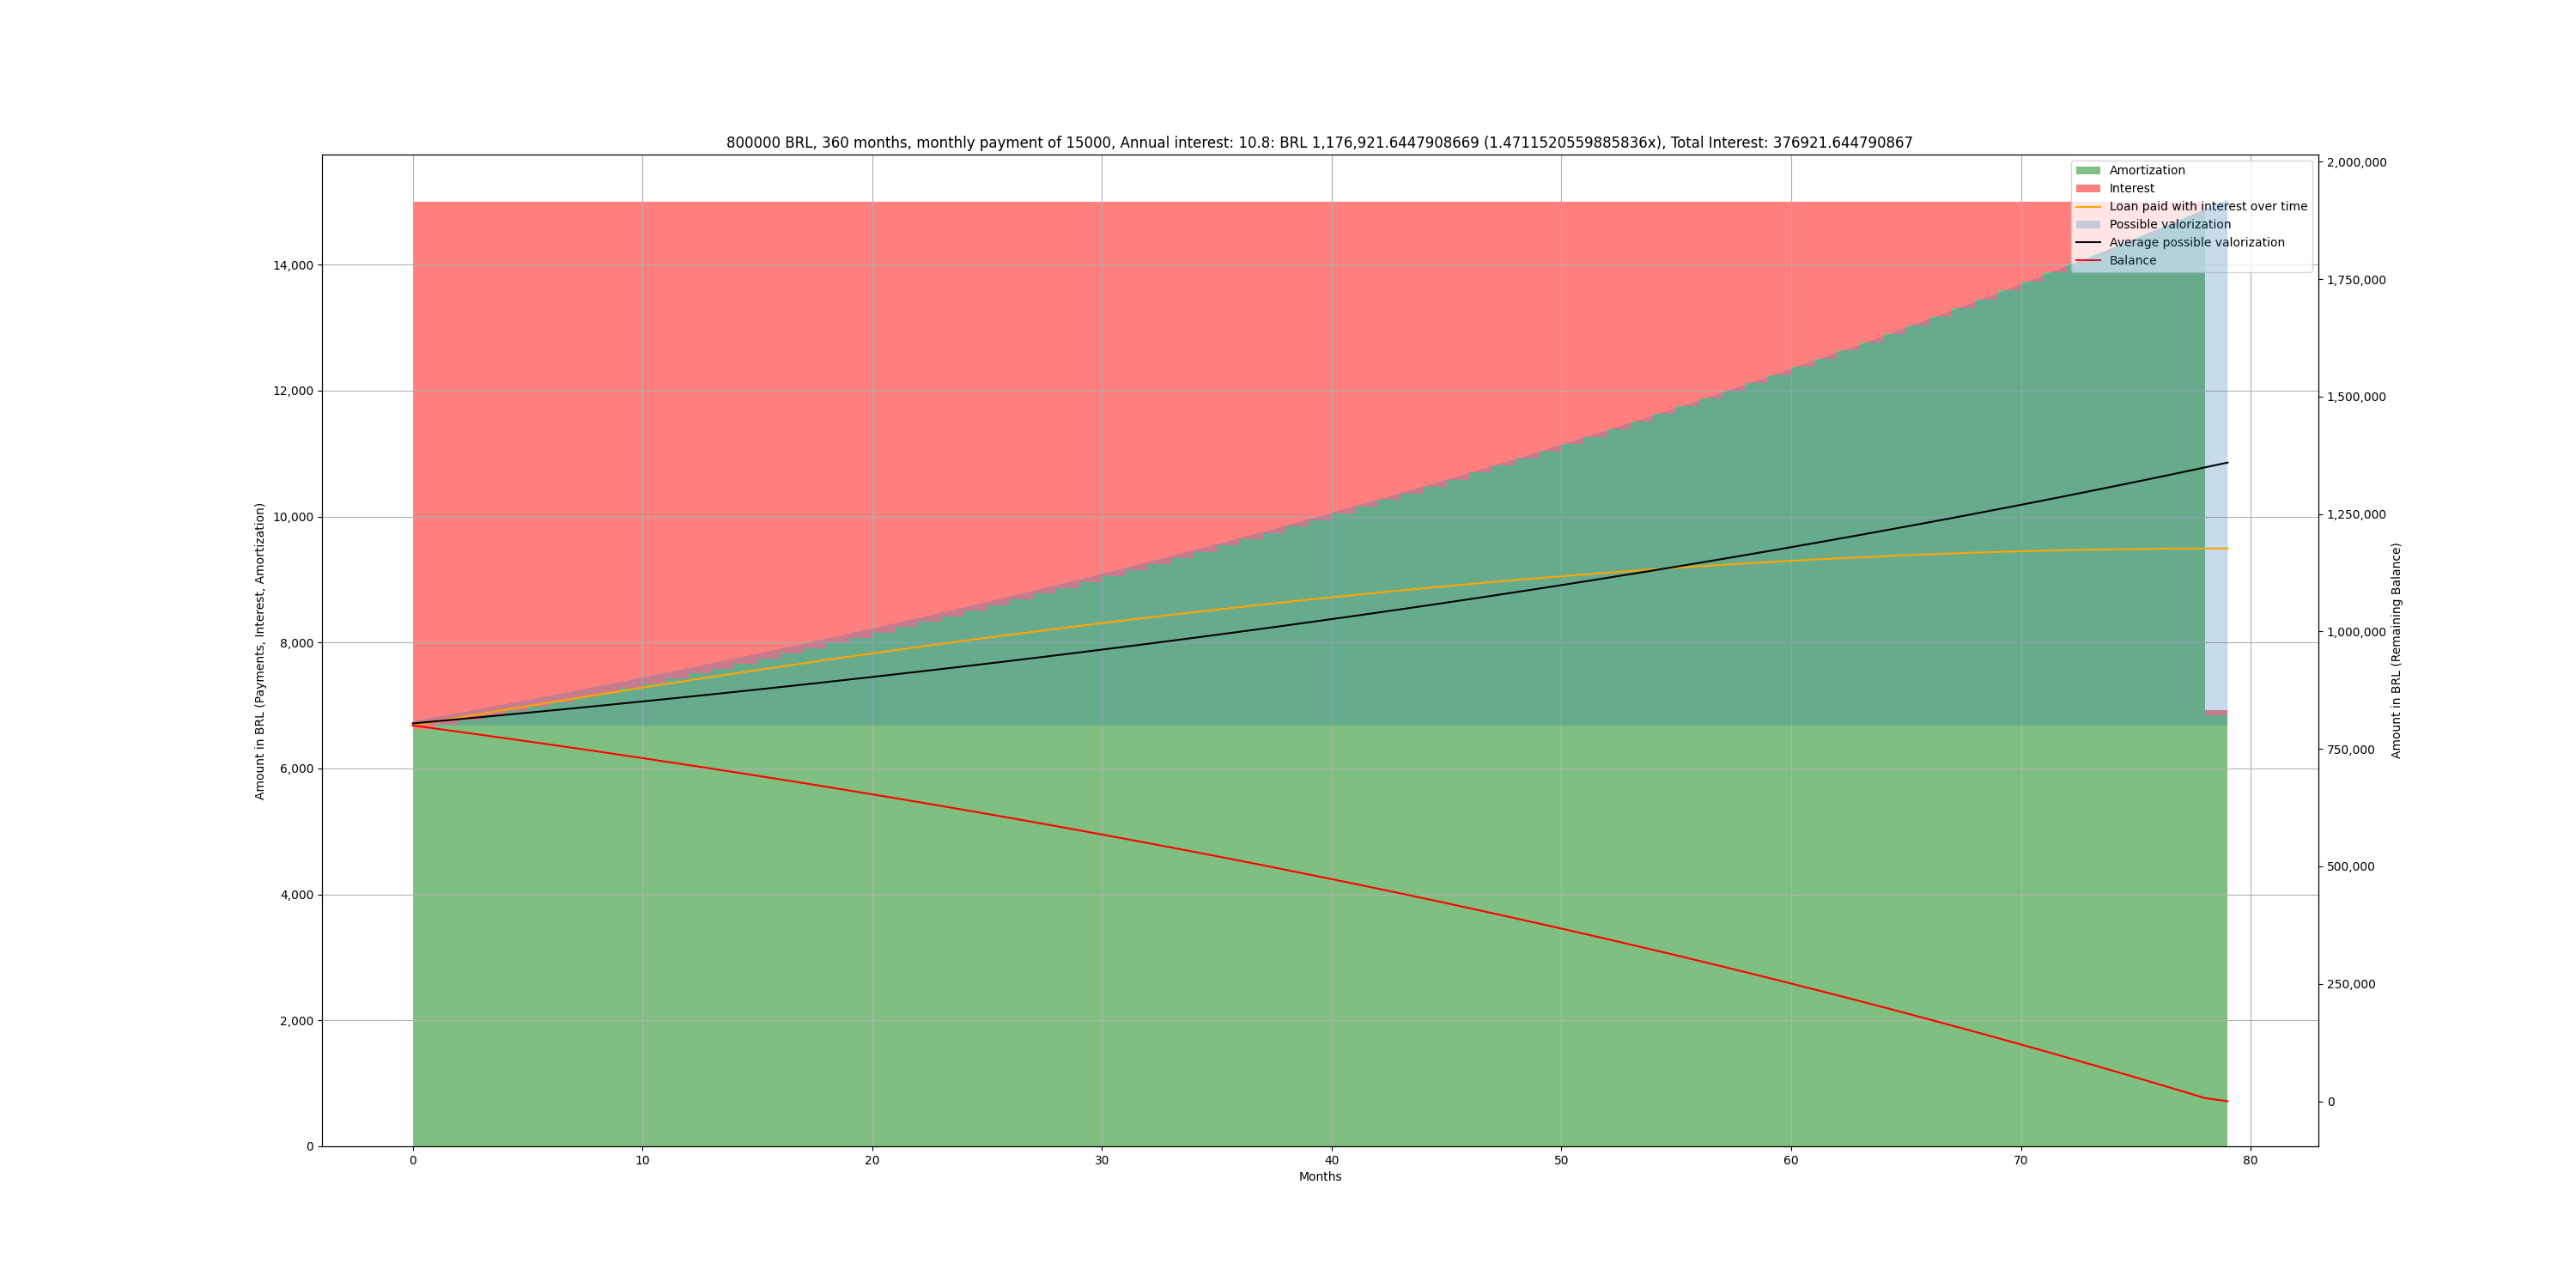 800000 BRL, 360 months, monthly payment of 15000, Annual interest: 10.8: BRL 1,176,921.6447908669 (1.4711520559885836x), Total Interest: 376921.644790867
Amortization
Interest
Loan paid with interest over time
Possible valorization
Average possible valorization
Balance
Amount in BRL (Payments, Interest, Amortization)
14,000
12,000
10,000
8,000
6,000
4,000
2,000
0
2,000,000
1,750,000
1,500,000
1,250,000
1,000,000
750,000
500,000
250,000
0
Amount in BRL (Remaining Balance)
0 10 20 30 40 50 60 70 80
Months